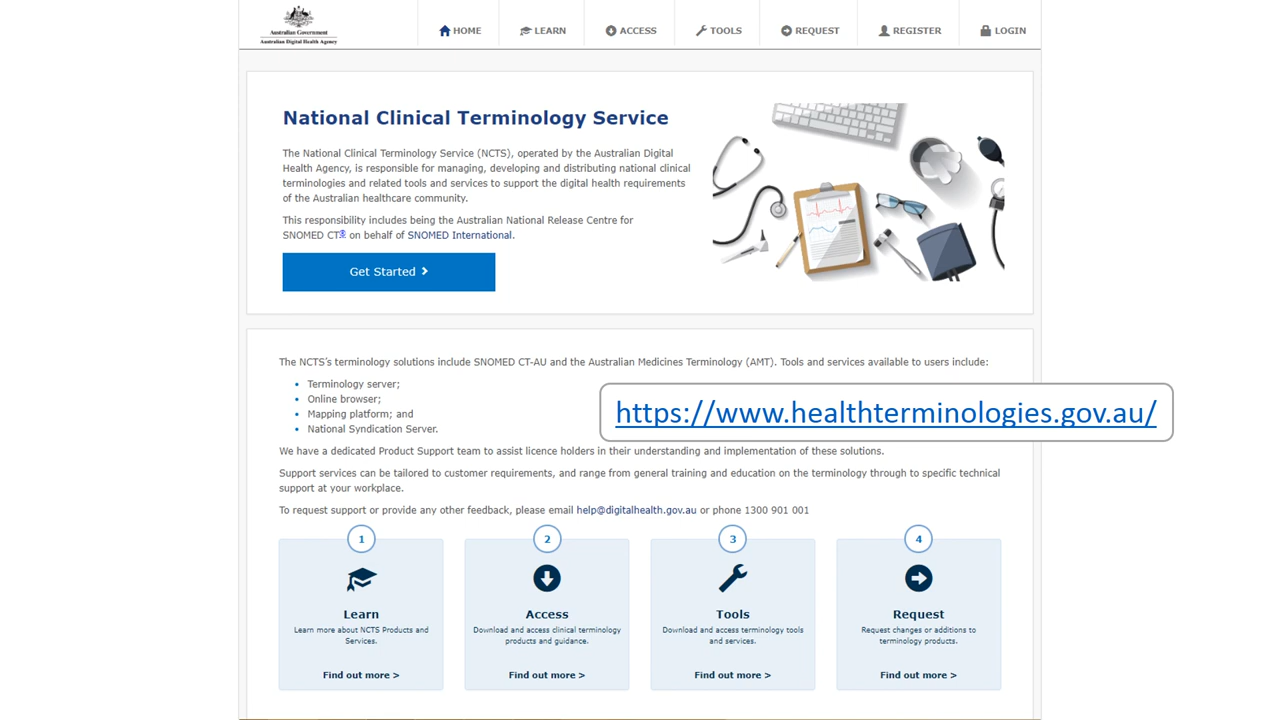 Australian Government
Australian Digital Health Agency
HOME
LEARN
ACCESS
TOOLS
REQUEST
REGISTER
LOGIN
National Clinical Terminology Service
The National Clinical Terminology Service (NCTS), operated by the Australian Digital
Health Agency, is responsible for managing, developing and distributing national clinical
terminologies and related tools and services to support the digital health requirements
of the Australian healthcare community.
This responsibility includes being the Australian National Release Centre for
SNOMED CT® on behalf of SNOMED International.
Get Started
The NCTS's terminology solutions include SNOMED CT-AU and the Australian Medicines Terminology (AMT). Tools and services available to users include:
• Terminology server;
• Online browser;
• Mapping platform; and
• National Syndication Server.
https://www.healthterminologies.gov.au/
We have a dedicated Product Support team to assist licence holders in their understanding and implementation of these solutions.
Support services can be tailored to customer requirements, and range from general training and education on the terminology through to specific technical
support at your workplace.
To request support or provide any other feedback, please email help@digitalhealth.gov.au or phone 1300 901 001
1
Learn
Learn more about NCTS Products and
Services.
Find out more >
2
Access
Download and access clinical terminology
products and guidance.
Find out more >
3
Tools
Download and access terminology tools
and services.
Find out more >
4
Request
Request changes or additions to
terminology products.
Find out more >